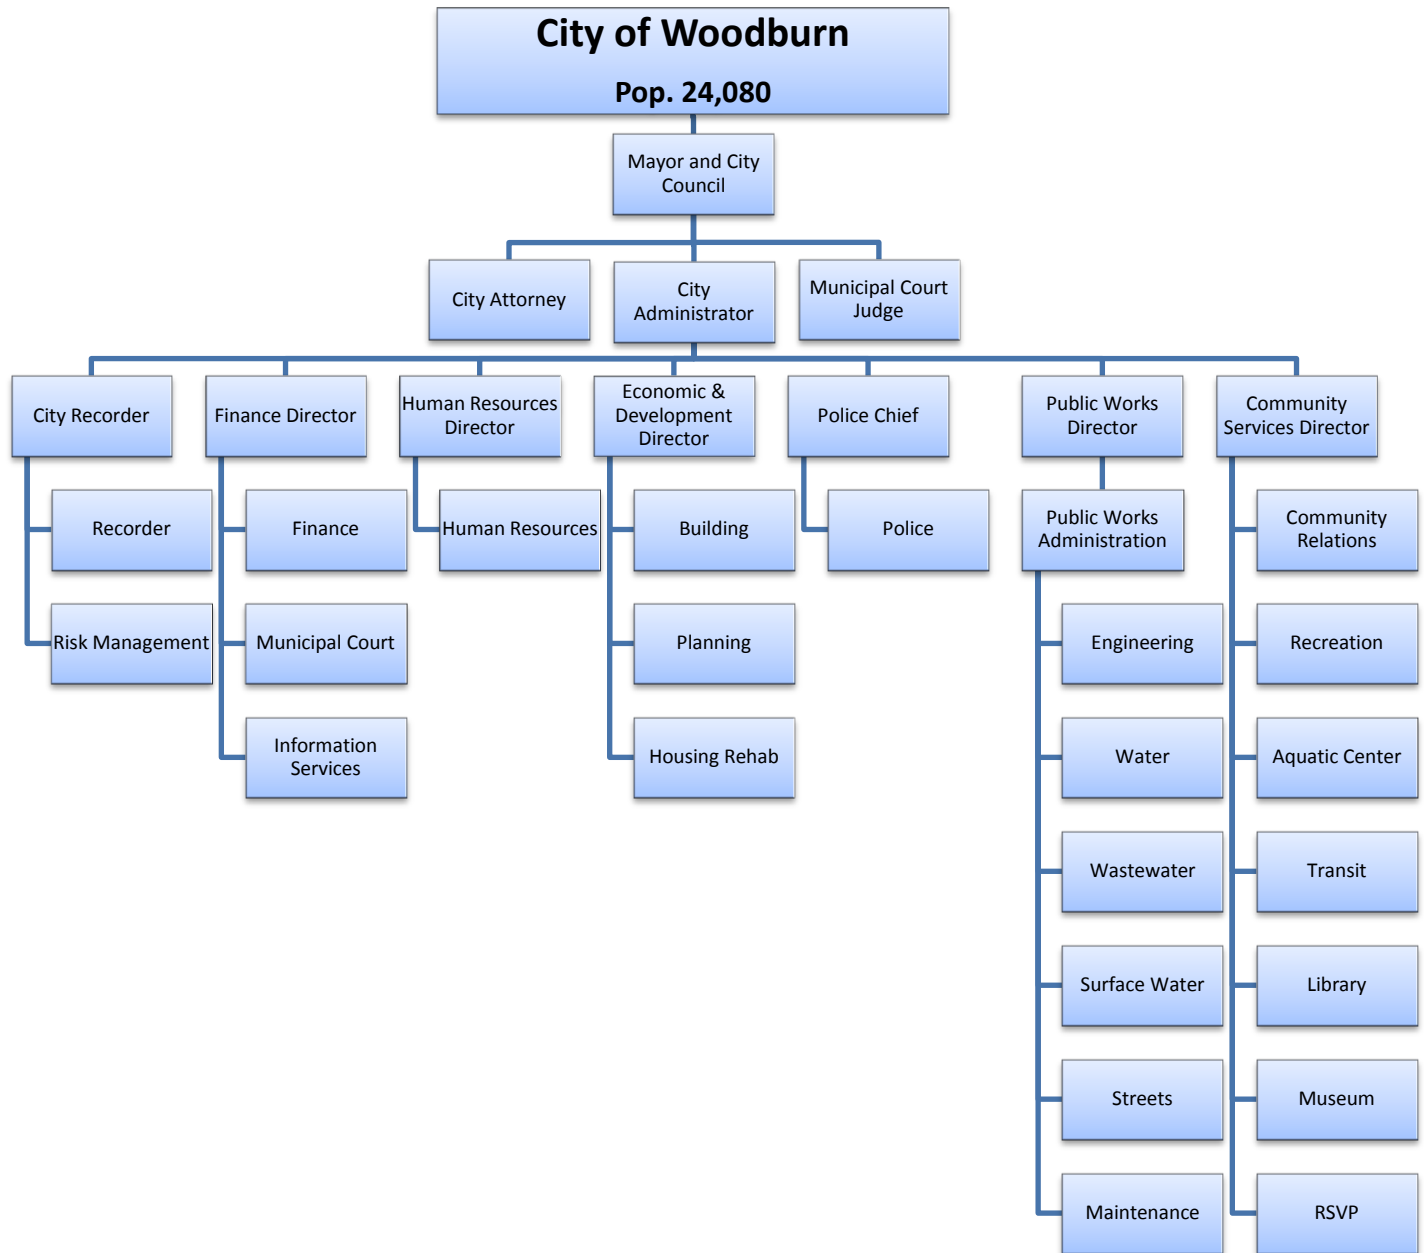 City of Woodburn
Pop. 24,080
Mayor and City
Council
City Attorney
City
Administrator
Municipal Court
Judge
City Recorder
Finance Director
Human Resources
Director
Economic &
Development
Director
Police Chief
Public Works
Director
Community
Services Director
Recorder
Finance
Human Resources
Building
Police
Public Works
Administration
Community
Relations
Risk Management
Municipal Court
Planning
Engineering
Recreation
Information
Services
Housing Rehab
Water
Aquatic Center
Wastewater
Transit
Surface Water
Library
Streets
Museum
Maintenance
RSVP